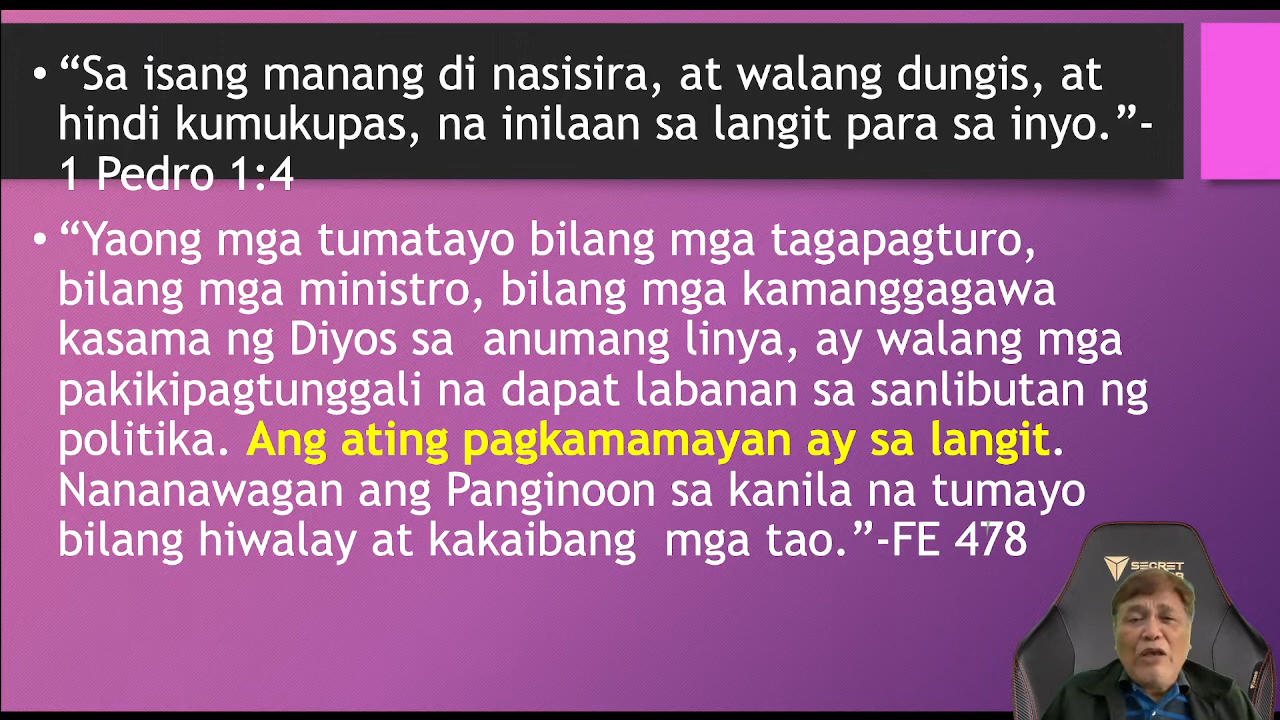 • “Sa isang manang di nasisira, at walang dungis, at
hindi kumukupas, na inilaan sa langit para sa inyo.”-
1 Pedro 1:4
• “Yaong mga tumatayo bilang mga tagapagturo,
bilang mga ministro, bilang mga kamanggagawa
kasama ng Diyos sa  anumang linya, ay walang mga
pakikipagtunggali na dapat labanan sa sanlibutan ng
politika. Ang ating pagkamamayan ay sa langit.
Nananawagan ang Panginoon sa kanila na tumayo
bilang hiwalay at kakaibang  mga tao.”-FE 478
SECRET